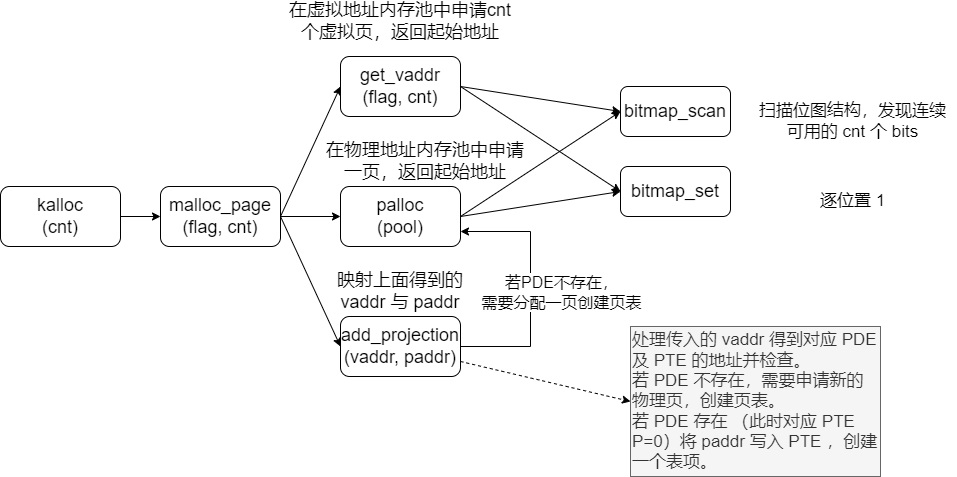 在虚拟地址内存池中申请cnt
个虚拟页，返回起始地址
get_vaddr
(flag, cnt)
bitmap_scan
扫描位图结构，发现连续
可用的 cnt 个 bits
在物理地址内存池中申请
一页，返回起始地址
kalloc
(cnt)
malloc_page
(flag, cnt)
palloc
(pool)
bitmap_set
逐位置 1
映射上面得到的
vaddr 与 paddr
若PDE不存在，
需要分配一页创建页表
add_projection
(vaddr, paddr)
处理传入的 vaddr 得到对应 PDE
及 PTE 的地址并检查。
若 PDE 不存在，需要申请新的
物理页，创建页表。
若 PDE 存在 （此时对应 PTE
P=0）将 paddr 写入 PTE ，创建
一个表项。